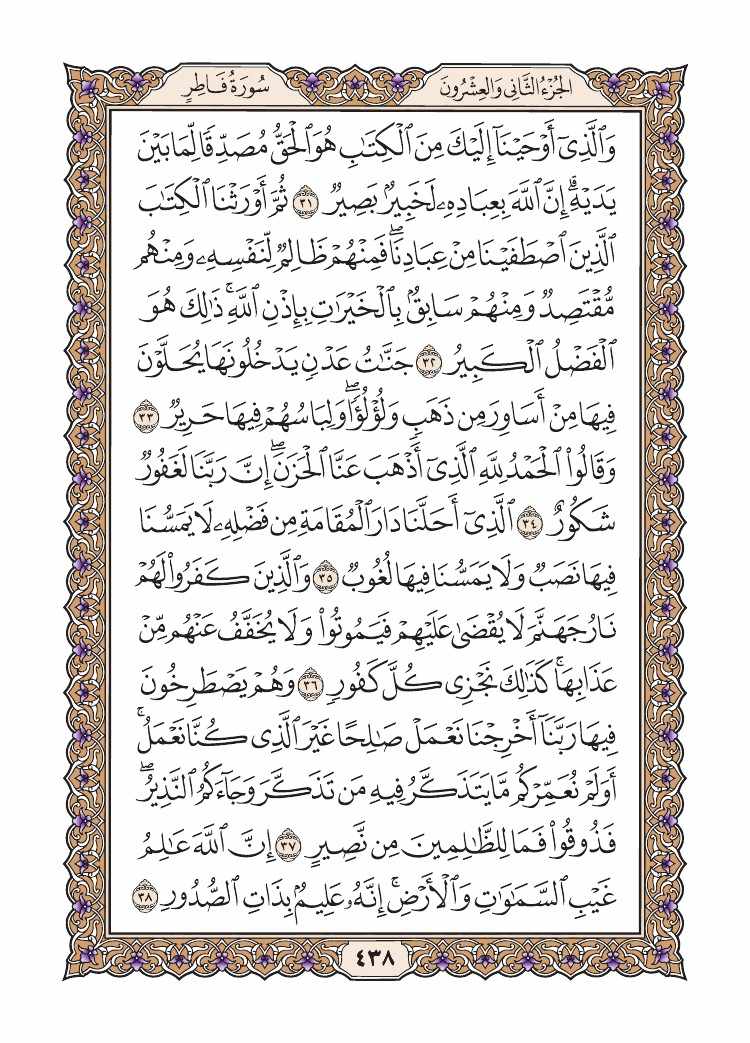 الجُزْءُ الثَّانِي وَالعِشْرُونَ
سُورَةُ فَاطِرٍ
وَٱلَّذِىٓ أَوْحَيْنَآ إِلَيْكَ مِنَ ٱلْكِتَٰبِ هُوَ ٱلْحَقُّ مُصَدِّقًا لِّمَا بَيْنَ
يَدَيْهِۗ إِنَّ ٱللَّهَ بِعِبَادِهِۦ لَخَبِيرٌۢ بَصِيرٌ ٣١ ثُمَّ أَوْرَثْنَا ٱلْكِتَٰبَ
ٱلَّذِينَ ٱصْطَفَيْنَا مِنْ عِبَادِنَاۖ فَمِنْهُمْ ظَالِمٌ لِّنَفْسِهِۦ وَمِنْهُم
مُّقْتَصِدٌ وَمِنْهُمْ سَابِقٌۢ بِٱلْخَيْرَٰتِ بِإِذْنِ ٱللَّهِۚ ذَٰلِكَ هُوَ
ٱلْفَضْلُ ٱلْكَبِيرُ ٣٢ جَنَّٰتُ عَدْنٍ يَدْخُلُونَهَا يُحَلَّوْنَ
فِيهَا مِنْ أَسَاوِرَ مِن ذَهَبٍ وَلُؤْلُؤًاۖ وَلِبَاسُهُمْ فِيهَا حَرِيرٌ ٣٣
وَقَالُوا۟ ٱلْحَمْدُ لِلَّهِ ٱلَّذِىٓ أَذْهَبَ عَنَّا ٱلْحَزَنَۖ إِنَّ رَبَّنَا لَغَفُورٌ
شَكُورٌ ٣٤ ٱلَّذِىٓ أَحَلَّنَا دَارَ ٱلْمُقَامَةِ مِن فَضْلِهِۦ لَا يَمَسُّنَا
فِيهَا نَصَبٌ وَلَا يَمَسُّنَا فِيهَا لُغُوبٌ ٣٥ وَٱلَّذِينَ كَفَرُوا۟ لَهُمْ
نَارُ جَهَنَّمَ لَا يُقْضَىٰ عَلَيْهِمْ فَيَمُوتُوا۟ وَلَا يُخَفَّفُ عَنْهُم مِّنْ
عَذَابِهَاۚ كَذَٰلِكَ نَجْزِى كُلَّ كَفُورٍ ٣٦ وَهُمْ يَصْطَرِخُونَ
فِيهَا رَبَّنَآ أَخْرِجْنَا نَعْمَلْ صَٰلِحًا غَيْرَ ٱلَّذِى كُنَّا نَعْمَلُۚ
أَوَلَمْ نُعَمِّرْكُم مَّا يَتَذَكَّرُ فِيهِ مَن تَذَكَّرَ وَجَآءَكُمُ ٱلنَّذِيرُۖ
فَذُوقُوا۟ فَمَا لِلظَّٰلِمِينَ مِن نَّصِيرٍ ٣٧ إِنَّ ٱللَّهَ عَٰلِمُ
غَيْبِ ٱلسَّمَٰوَٰتِ وَٱلْأَرْضِۚ إِنَّهُۥ عَلِيمٌۢ بِذَاتِ ٱلصُّدُورِ ٣٨
٤٣٨